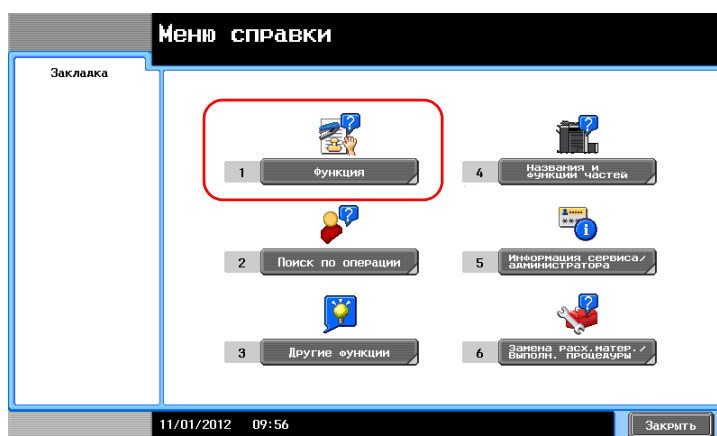 Меню справки
Закладка
1 Функция
2 Поиск по операции
3 Другие функции
4 Названия и
функции частей
5 Информация сервиса/
администратора
6 Замена расх.матер./
Выполн. процедуры
11/01/2012 09:56
Закрыть